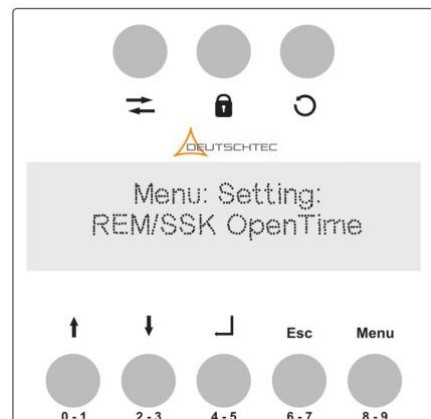 DEUTSCHTEC
Menu: Setting:
REM/SSK OpenTime
Esc Menu
0 - 1 2 - 3 4 - 5 6 - 7 8 - 9